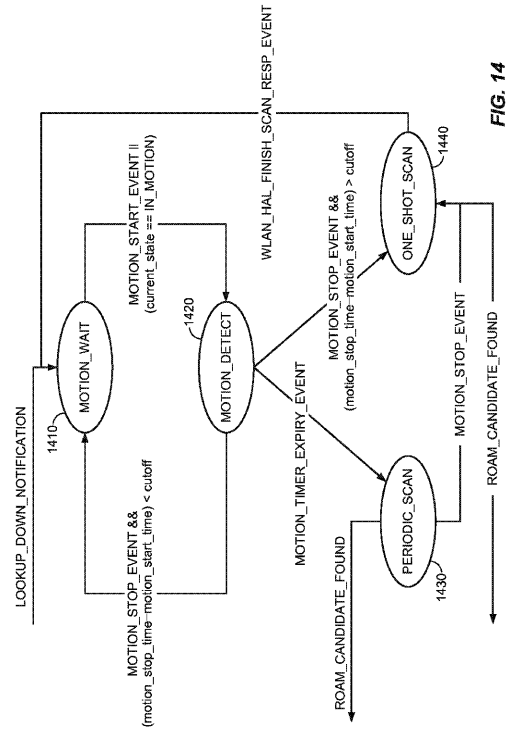 LOOKUP_DOWN_NOTIFICATION
1410
MOTION_WAIT
MOTION_START_EVENT ||
(current_state == IN_MOTION)
MOTION_STOP_EVENT &&
(motion_stop_time–motion_start_time) < cutoff
1420
MOTION_DETECT
WLAN_HAL_FINISH_SCAN_RESP_EVENT
MOTION_TIMER_EXPIRY_EVENT
MOTION_STOP_EVENT &&
(motion_stop_time–motion_start_time) > cutoff
ROAM_CANDIDATE_FOUND
PERIODIC_SCAN
1430
ONE_SHOT_SCAN
1440
MOTION_STOP_EVENT
ROAM_CANDIDATE_FOUND
FIG. 14